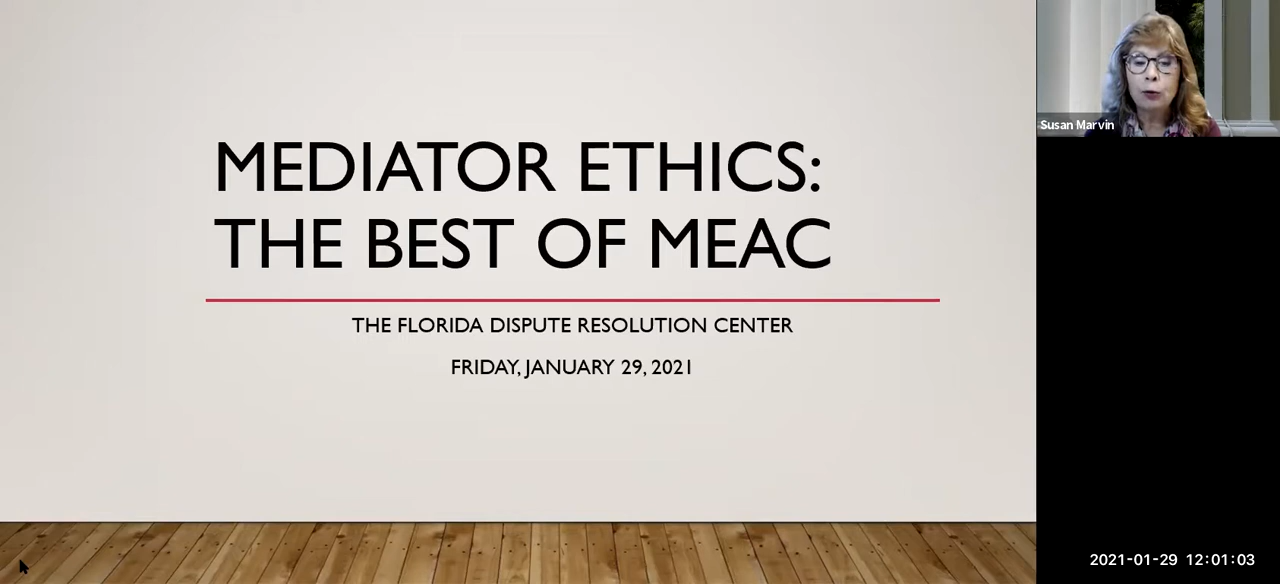 MEDIATOR ETHICS:
THE BEST OF MEAC
THE FLORIDA DISPUTE RESOLUTION CENTER
FRIDAY, JANUARY 29, 2021
Susan Marvin
2021-01-29 12:01:03